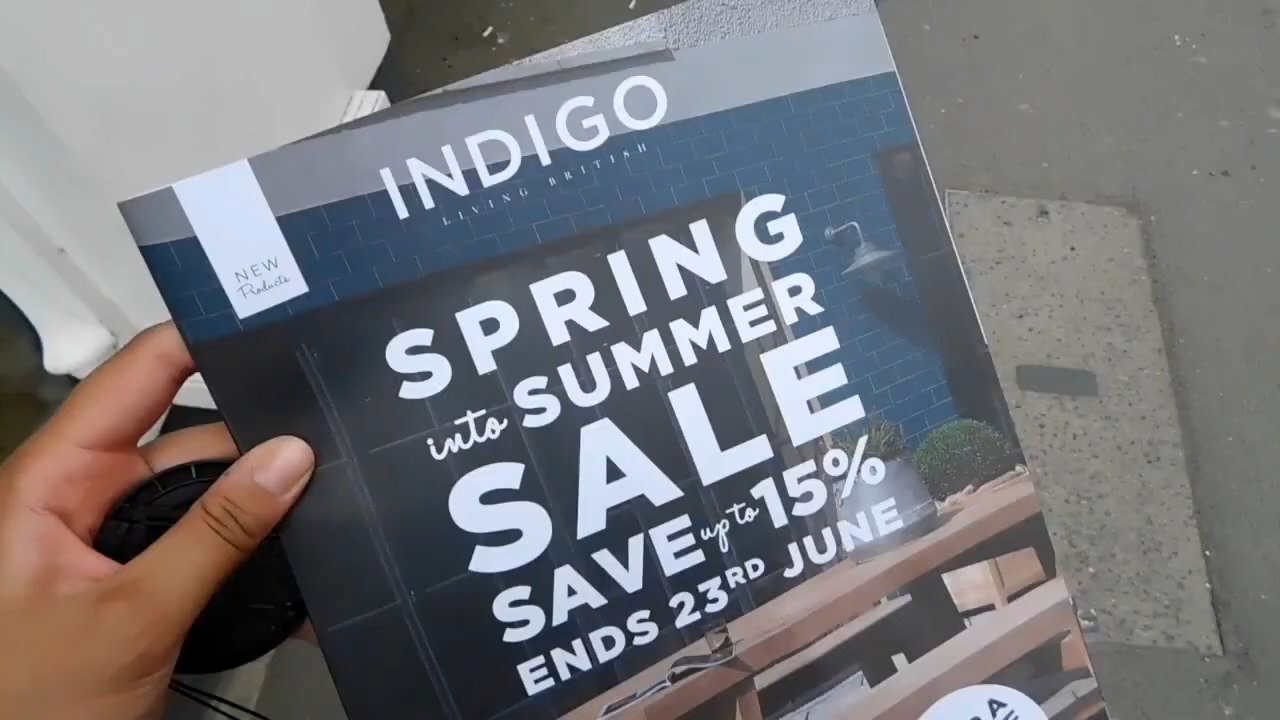 INDIGO
LIVING BRITISH
NEW
Products
SPRING
into SUMMER
SALE
SAVE up to 15%
ENDS 23RD JUNE